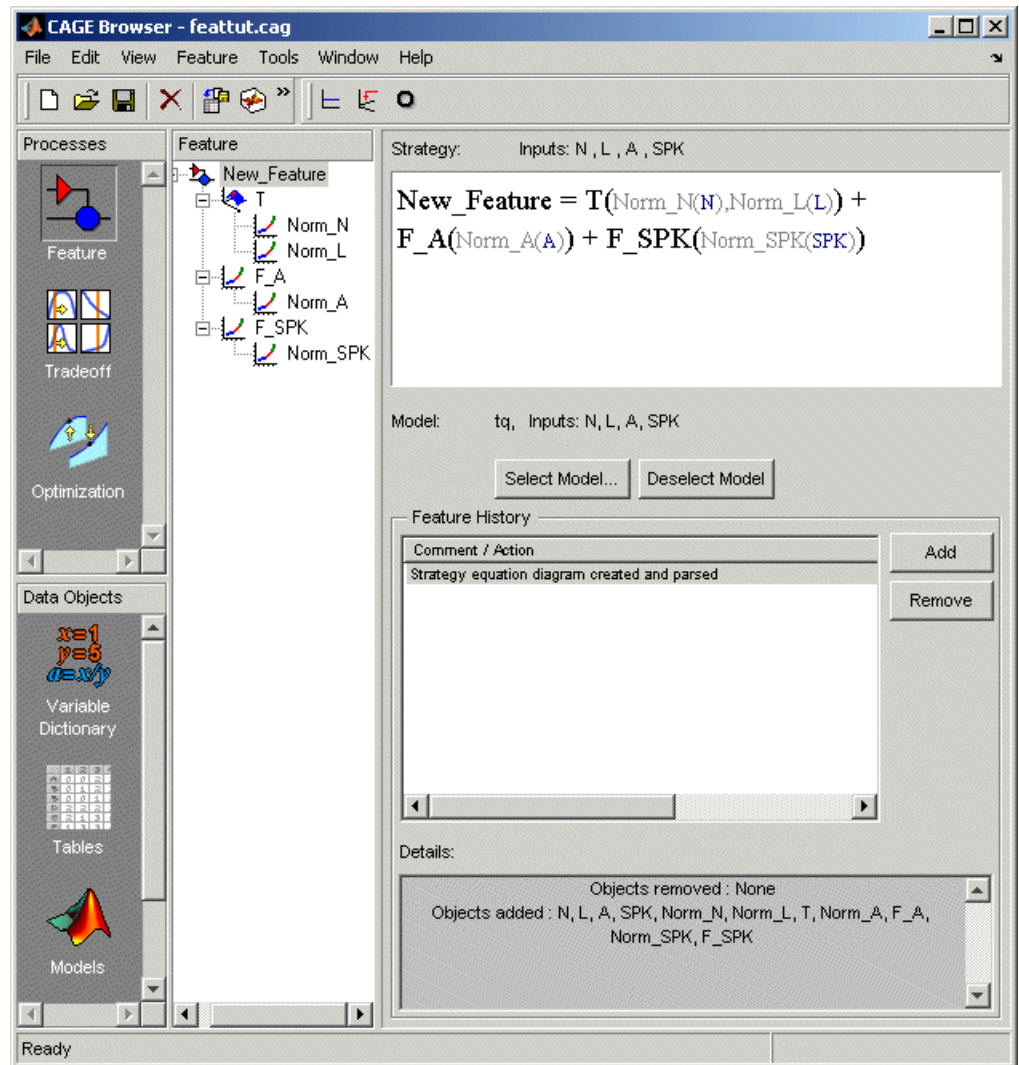 CAGE Browser - feattut.cag
File Edit View Feature Tools Window Help
»
Processes
Feature
Tradeoff
Optimization
Data Objects
x=1
y=5
a=x/y
Variable
Dictionary
Tables
Models
Feature
New_Feature
T
Norm_N
Norm_L
F_A
Norm_A
F_SPK
Norm_SPK
Strategy: Inputs: N , L , A , SPK
New_Feature = T(Norm_N(N),Norm_L(L)) +
F_A(Norm_A(A)) + F_SPK(Norm_SPK(SPK))
Model: tq, Inputs: N, L, A, SPK
Select Model... Deselect Model
Feature History
Comment / Action
Strategy equation diagram created and parsed
Add
Remove
Details:
Objects removed : None
Objects added : N, L, A, SPK, Norm_N, Norm_L, T, Norm_A, F_A,
Norm_SPK, F_SPK
Ready